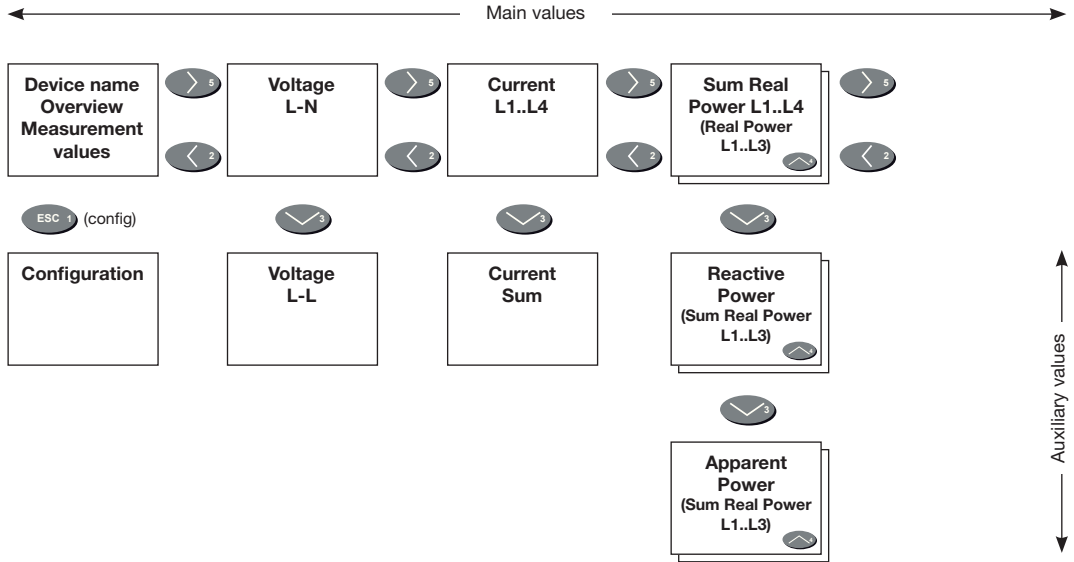 Main values
Device name
Overview
Measurement
values
5
2
Voltage
L-N
5
2
Current
L1..L4
5
2
Sum Real
Power L1..L4
(Real Power
L1..L3)
4
5
2
ESC 1 (config)
3
3
3
Configuration
Voltage
L-L
Current
Sum
Reactive
Power
(Sum Real Power
L1..L3)
4
3
Apparent
Power
(Sum Real Power
L1..L3)
4
Auxiliary values